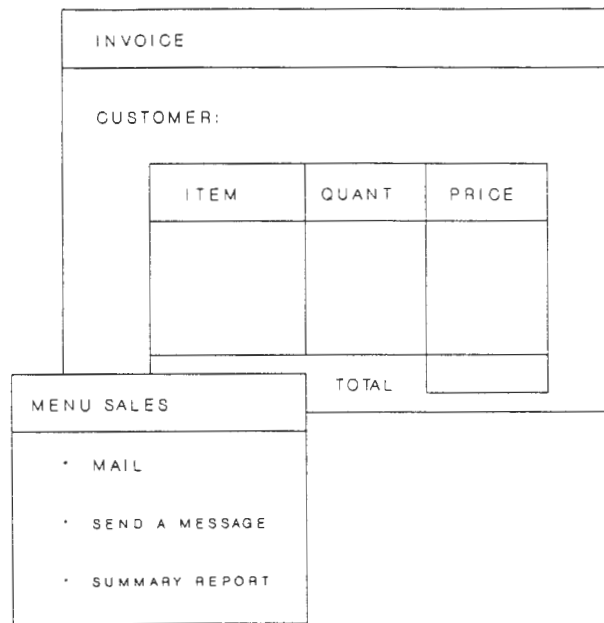 INVOICE
CUSTOMER:
ITEM QUANT PRICE
TOTAL
MENU SALES
* MAIL
* SEND A MESSAGE
* SUMMARY REPORT